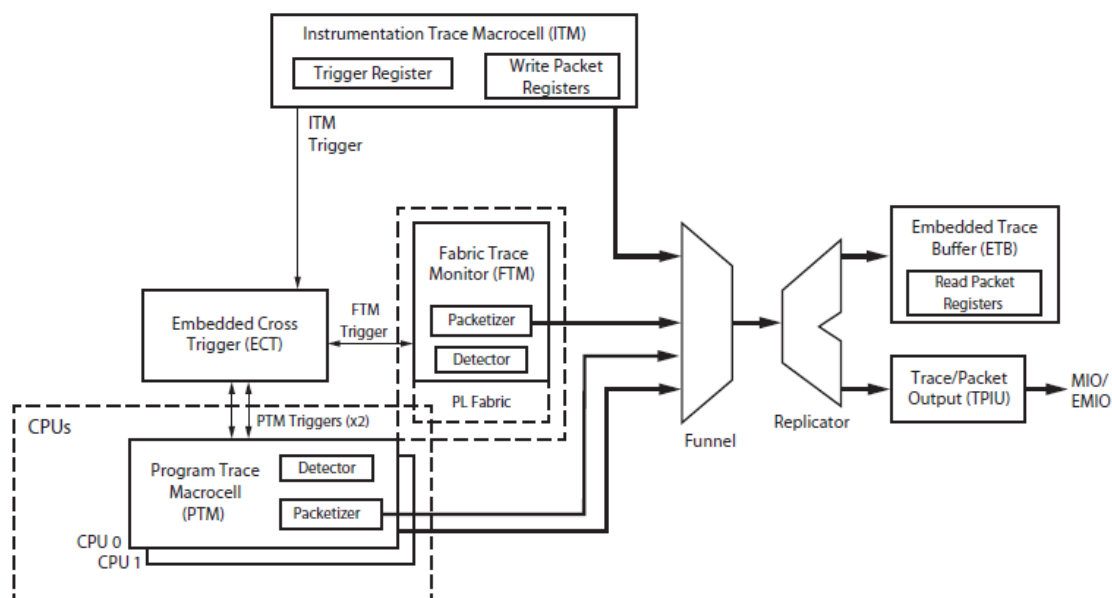 Instrumentation Trace Macrocell (ITM)
Trigger Register
Write Packet
Registers
ITM
Trigger
Fabric Trace
Monitor (FTM)
Packetizer
Detector
PL Fabric
FTM
Trigger
Embedded Cross
Trigger (ECT)
PTM Triggers (x2)
CPUs
Program Trace
Macrocell
(PTM)
Detector
Packetizer
CPU 0
CPU 1
Funnel
Replicator
Embedded Trace
Buffer (ETB)
Read Packet
Registers
Trace/Packet
Output (TPIU)
MIO/
EMIO